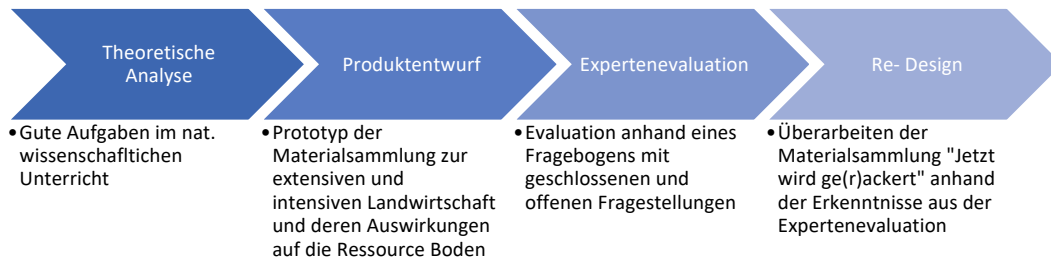 Theoretische
Analyse
Produktentwurf
Expertenevaluation
Re- Design
•Gute Aufgaben im nat.
wissenschafltichen
Unterricht
•Prototyp der
Materialsammlung zur
extensiven und
intensiven Landwirtschaft
und deren Auswirkungen
auf die Ressource Boden
•Evaluation anhand eines
Fragebogens mit
geschlossenen und
offenen Fragestellungen
•Überarbeiten der
Materialsammlung "Jetzt
wird ge(r)ackert" anhand
der Erkenntnisse aus der
Expertenevaluation